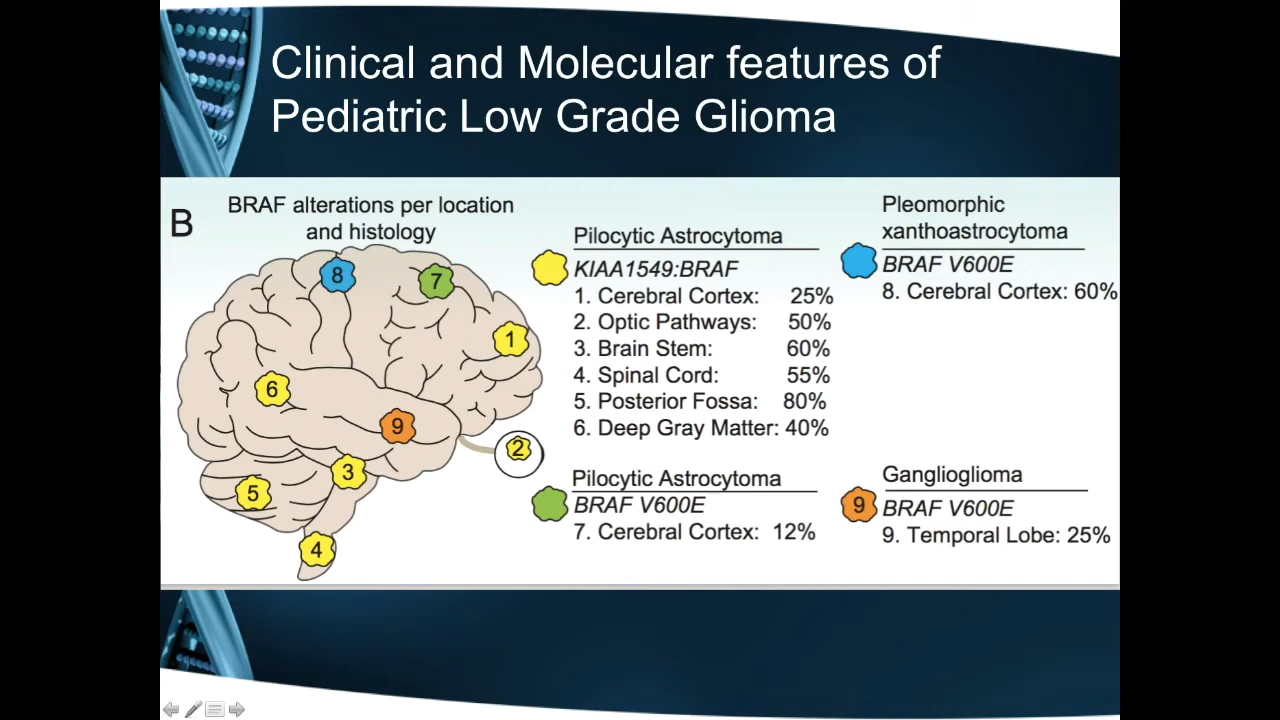 Clinical and Molecular features of
Pediatric Low Grade Glioma
B
BRAF alterations per location
and histology
8
7
1
6
9
2
3
5
4
Pilocytic Astrocytoma
KIAA1549:BRAF
1. Cerebral Cortex: 25%
2. Optic Pathways: 50%
3. Brain Stem: 60%
4. Spinal Cord: 55%
5. Posterior Fossa: 80%
6. Deep Gray Matter: 40%
Pilocytic Astrocytoma
BRAF V600E
7. Cerebral Cortex: 12%
Pleomorphic
xanthoastrocytoma
BRAF V600E
8. Cerebral Cortex: 60%
Ganglioglioma
9 BRAF V600E
9. Temporal Lobe: 25%